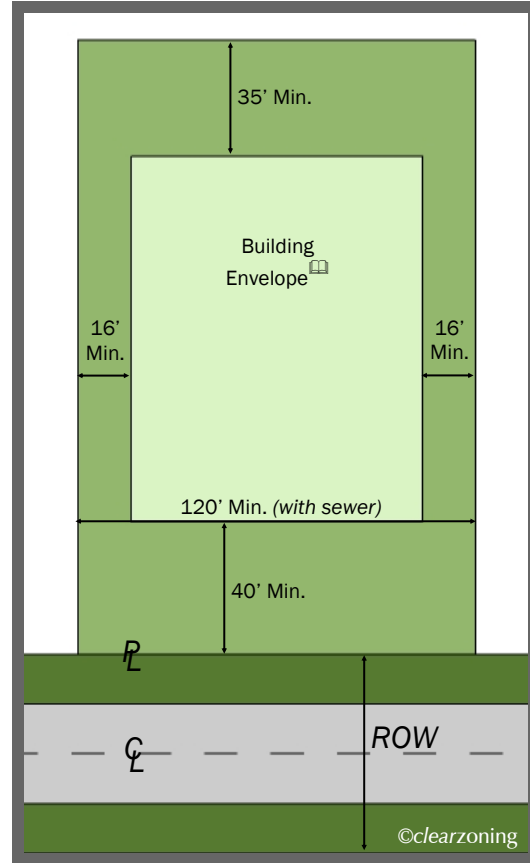 35’ Min.
Building
Envelope
16’
Min.
16’
Min.
120’ Min. (with sewer)
40’ Min.
PL
CL
ROW
©clearzoning